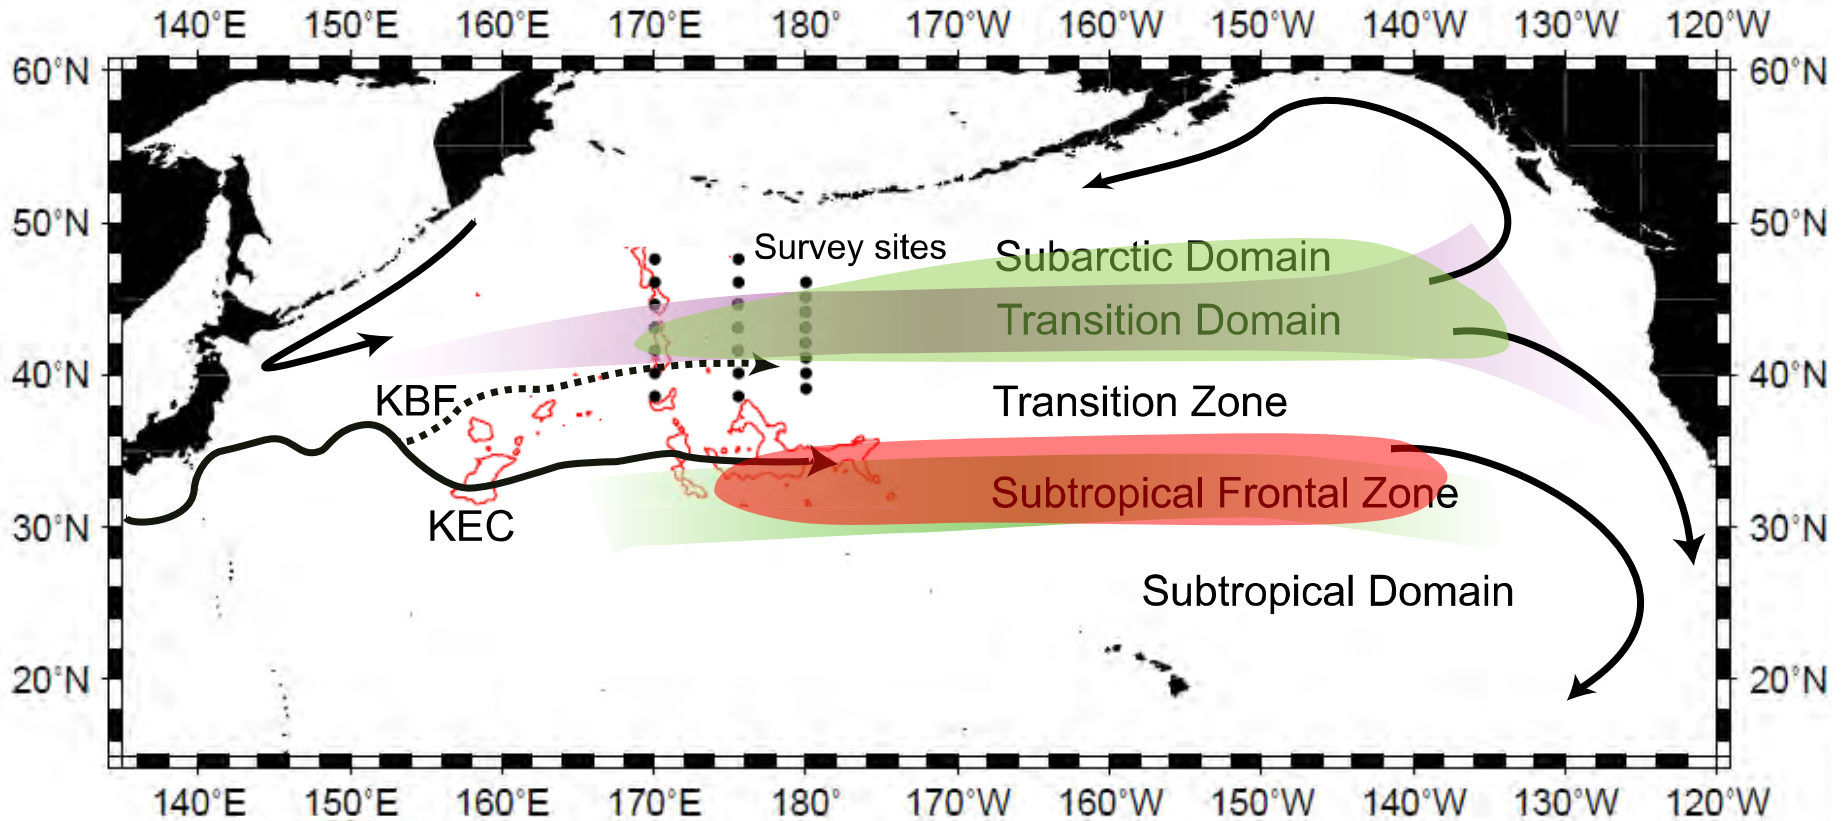 140°E 150°E 160°E 170°E 180° 170°W 160°W 150°W 140°W 130°W 120°W
60°N 60°N
50°N 50°N
Survey sites Subarctic Domain
Transition Domain
40°N 40°N
KBF Transition Zone
Subtropical Frontal Zone
KEC 30°N 30°N
Subtropical Domain
20°N 20°N
140°E 150°E 160°E 170°E 180° 170°W 160°W 150°W 140°W 130°W 120°W